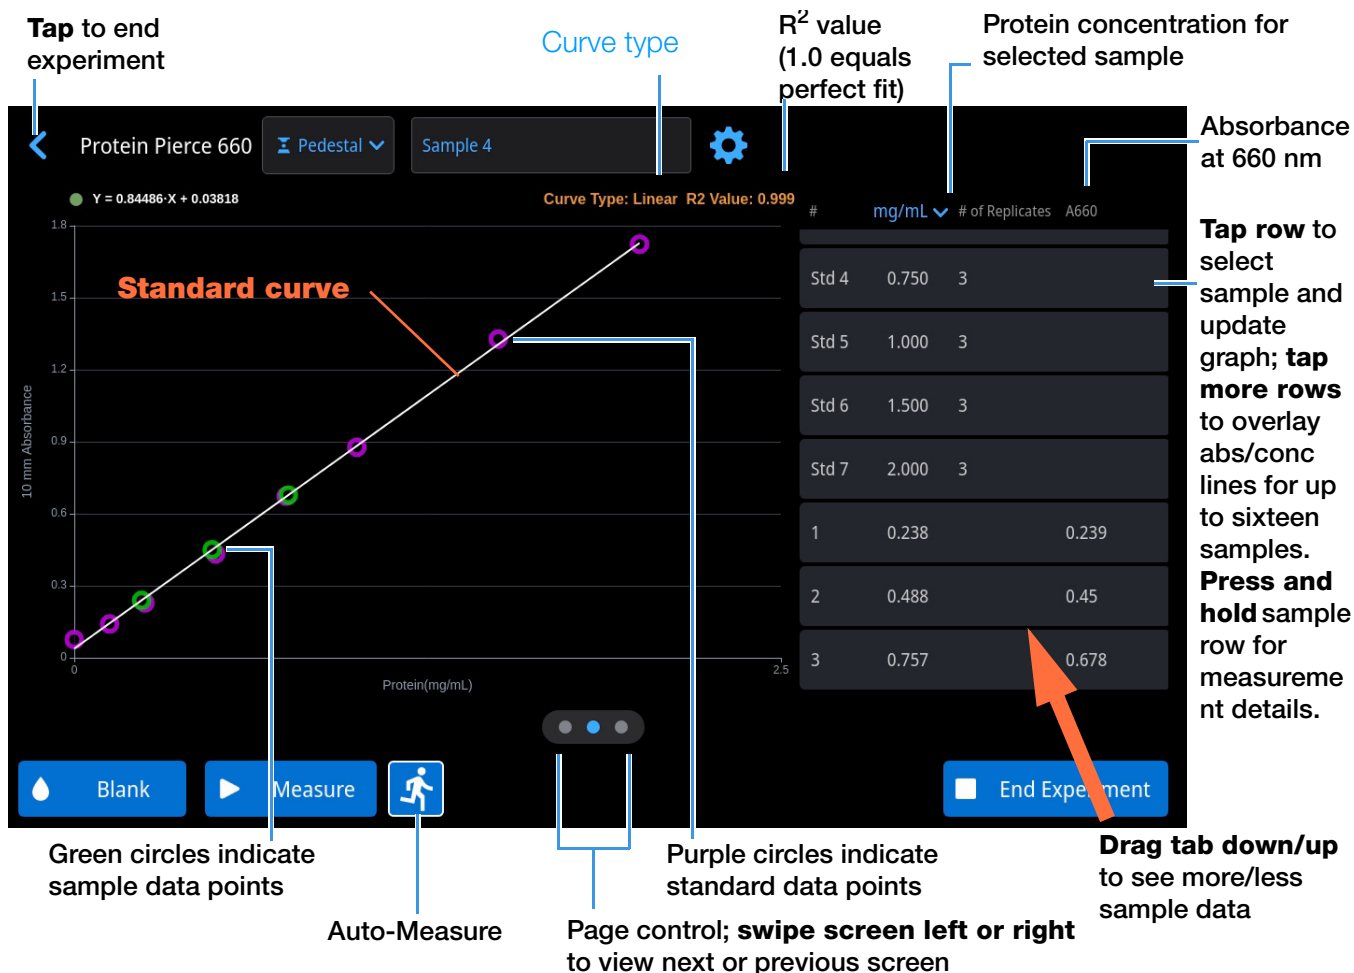 Tap to end
experiment
Curve type
R2 value
(1.0 equals
perfect fit)
Protein concentration for
selected sample
Absorbance
at 660 nm
Protein Pierce 660
Pedestal
Sample 4
Y = 0.84486·X + 0.03818
Curve Type: Linear R2 Value: 0.999
# mg/mL # of Replicates A660
Std 4 0.750 3
Std 5 1.000 3
Std 6 1.500 3
Std 7 2.000 3
1 0.238 0.239
2 0.488 0.45
3 0.757 0.678
Standard curve
1.8
1.5
1.2
0.9
0.6
0.3
0
10 mm Absorbance
0
2.5
Protein(mg/mL)
Tap row to
select
sample and
update
graph; tap
more rows
to overlay
abs/conc
lines for up
to sixteen
samples.
Press and
hold sample
row for
measureme
nt details.
Blank
Measure
End Experiment
Green circles indicate
sample data points
Auto-Measure
Purple circles indicate
standard data points
Page control; swipe screen left or right
to view next or previous screen
Drag tab down/up
to see more/less
sample data